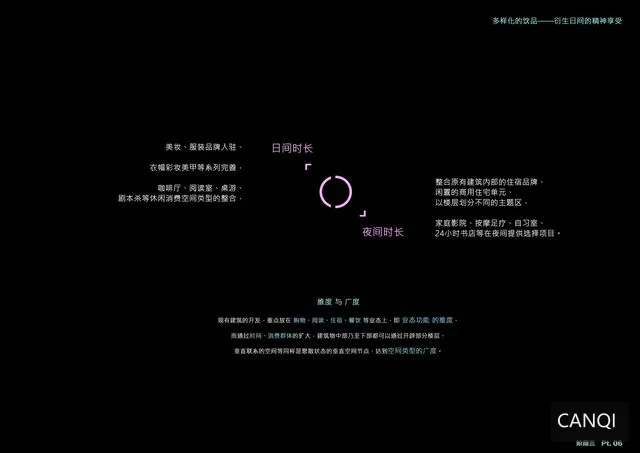 多样化的饮品——衍生日间的精神享受
美妆、服装品牌入驻，
衣帽彩妆美甲等系列完善，
咖啡厅、阅读室、桌游、
剧本杀等休闲消费空间类型的整合，
日间时长
夜间时长
整合原有建筑内部的住宿品牌、
闲置的商用住宅单元、
以楼层划分不同的主题区，
家庭影院、按摩足疗、自习室、
24小时书店等在夜间提供选择项目。
维度 与 广度
现有建筑的开发，重点放在 购物、阅读、住宿、餐饮 等业态上，即 业态功能 的维度，
而通过时间、消费群体的扩大，建筑物中部乃至下部都可以通过开辟部分楼层、
垂直联系的空间等同样是聚散状态的垂直空间节点，达到空间类型的广度。
CANQI
Pt. 06